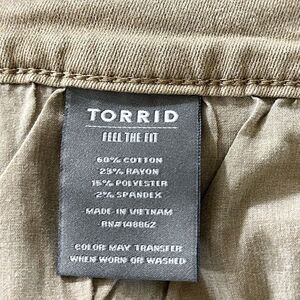 TORRID
FEEL THE FIT
60% COTTON
23% RAYON
15% POLYESTER
2% SPANDEX
MADE IN VIETNAM
RN#148862
COLOR MAY TRANSFER
WHEN WORN OR WASHED